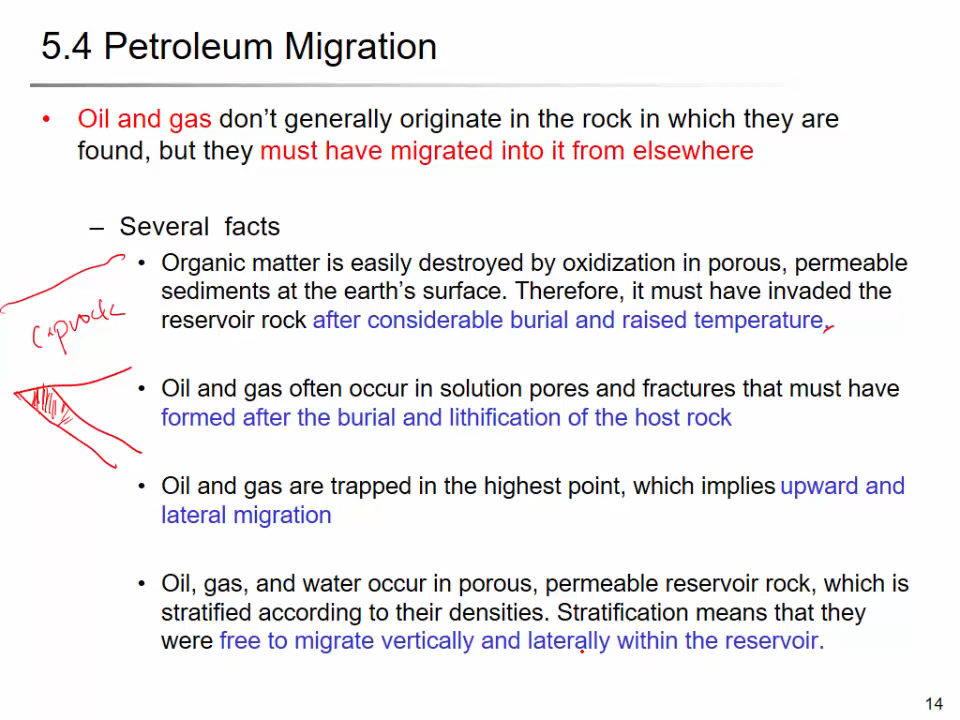 5.4 Petroleum Migration
• Oil and gas don't generally originate in the rock in which they are
found, but they must have migrated into it from elsewhere
– Several facts
• Organic matter is easily destroyed by oxidization in porous, permeable
sediments at the earth's surface. Therefore, it must have invaded the
reservoir rock after considerable burial and raised temperature.
caprock
• Oil and gas often occur in solution pores and fractures that must have
formed after the burial and lithification of the host rock
• Oil and gas are trapped in the highest point, which implies upward and
lateral migration
• Oil, gas, and water occur in porous, permeable reservoir rock, which is
stratified according to their densities. Stratification means that they
were free to migrate vertically and laterally within the reservoir.
14